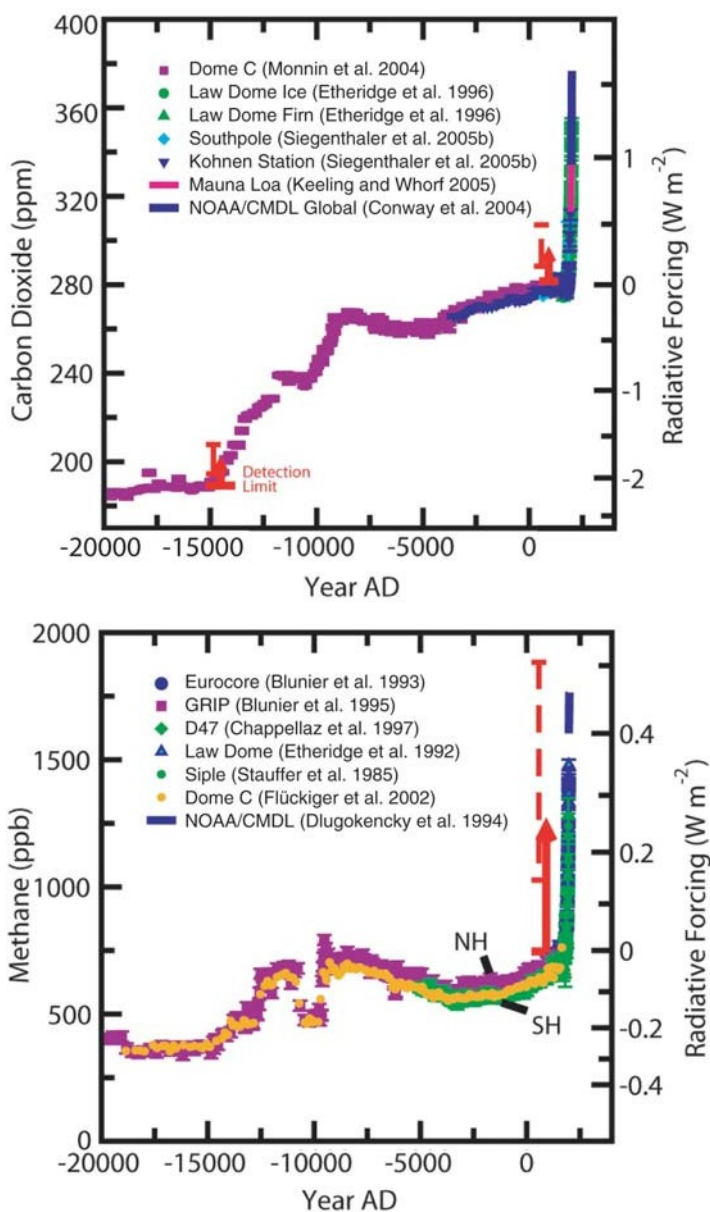 400
360
320
280
240
200
Carbon Dioxide (ppm)
Dome C (Monnin et al. 2004)
Law Dome Ice (Etheridge et al. 1996)
Law Dome Firn (Etheridge et al. 1996)
Southpole (Siegenthaler et al. 2005b)
Kohnen Station (Siegenthaler et al. 2005b)
Mauna Loa (Keeling and Whorf 2005)
NOAA/CMDL Global (Conway et al. 2004)
Detection
Limit
1
0
-1
-2
Radiative Forcing (W m-2)
-20000 -15000 -10000 -5000 0
Year AD
2000
1500
1000
500
0
Methane (ppb)
Eurocore (Blunier et al. 1993)
GRIP (Blunier et al. 1995)
D47 (Chappellaz et al. 1997)
Law Dome (Etheridge et al. 1992)
Siple (Stauffer et al. 1985)
Dome C (Flückiger et al. 2002)
NOAA/CMDL (Dlugokencky et al. 1994)
NH
SH
0.4
0.2
0
-0.2
-0.4
Radiative Forcing (W m-2)
-20000 -15000 -10000 -5000 0
Year AD